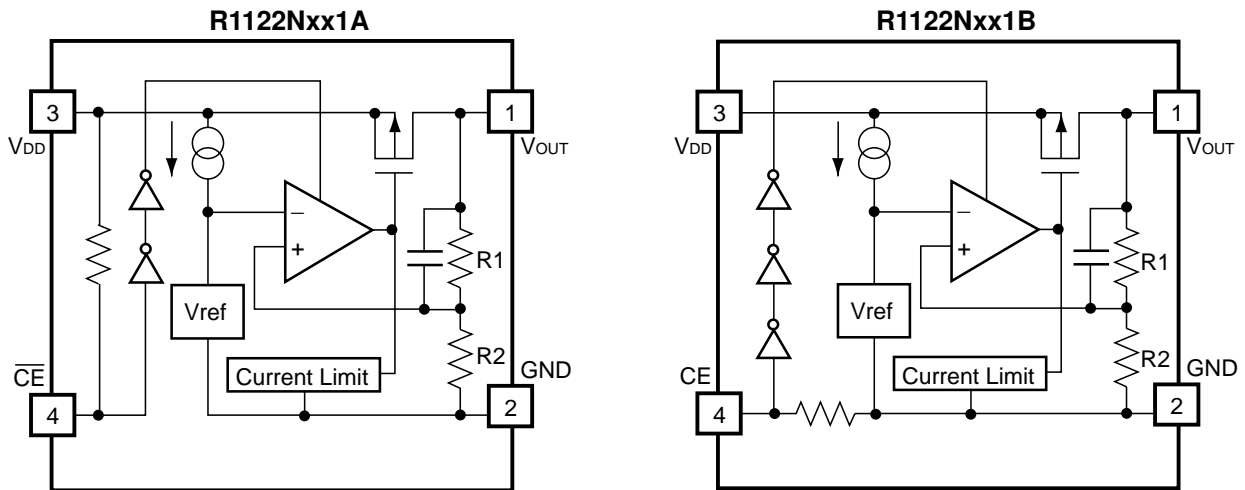 R1122Nxx1A
3
VDD
1
VOUT
−
+
R1
Vref
R2
Current Limit
CE
4
GND
2
R1122Nxx1B
3
VDD
1
VOUT
−
+
R1
Vref
R2
Current Limit
CE
4
GND
2